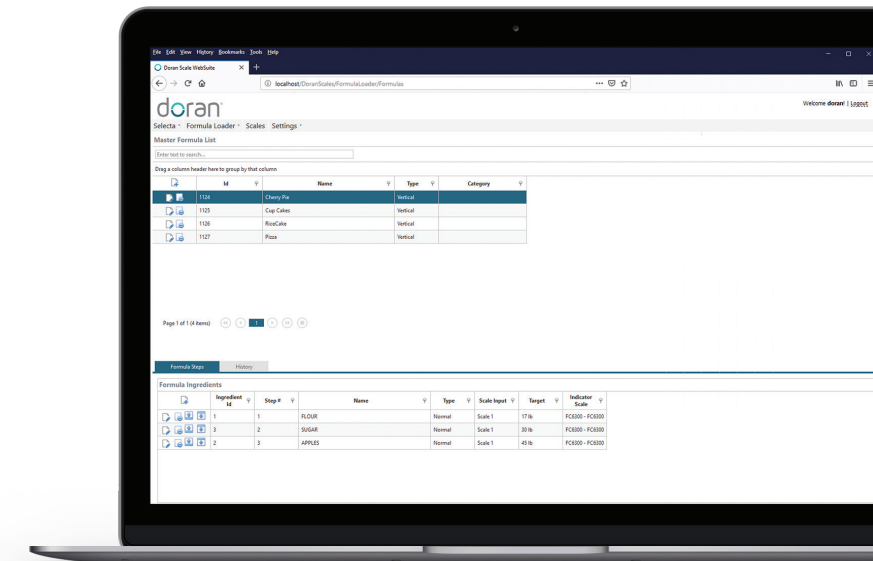 File Edit View History Bookmarks Tools Help
Doran Scale WebSuite × +
localhost/DoranScales/FormulaLoader/Formulas
doran
Welcome doran! | Logout
Selecta Formula Loader Scales Settings
Master Formula List
Enter text to search...
Drag a column header here to group by that column
Id Name Type Category
1124 Cherry Pie Vertical
1125 Cup Cakes Vertical
1126 RiceCake Vertical
1127 Pizza Vertical
Page 1 of 1 (4 items) 1
Formula Steps History
Formula Ingredients
Ingredient Id Step # Name Type Scale Input Target Indicator Scale
1 1 FLOUR Normal Scale 1 17 lb FC6300 - FC6300
3 2 SUGAR Normal Scale 1 30 lb FC6300 - FC6300
2 3 APPLES Normal Scale 1 45 lb FC6300 - FC6300